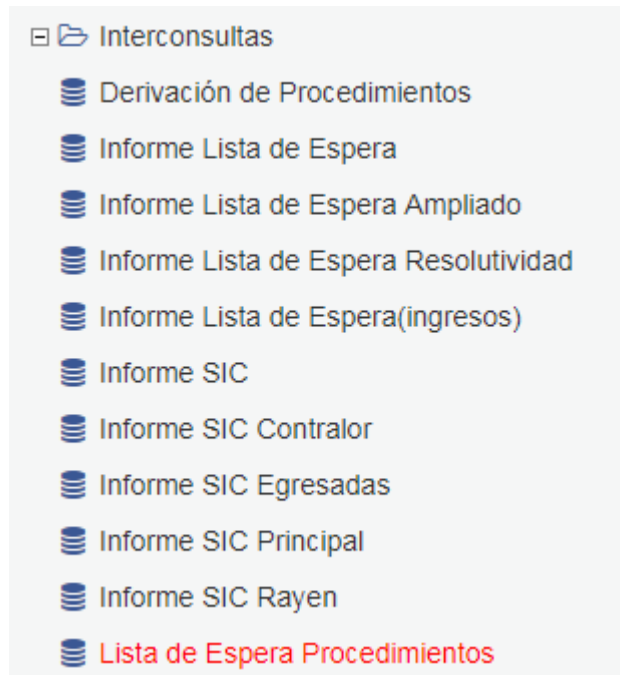 Interconsultas
Derivación de Procedimientos
Informe Lista de Espera
Informe Lista de Espera Ampliado
Informe Lista de Espera Resolutividad
Informe Lista de Espera(ingresos)
Informe SIC
Informe SIC Contralor
Informe SIC Egresadas
Informe SIC Principal
Informe SIC Rayen
Lista de Espera Procedimientos